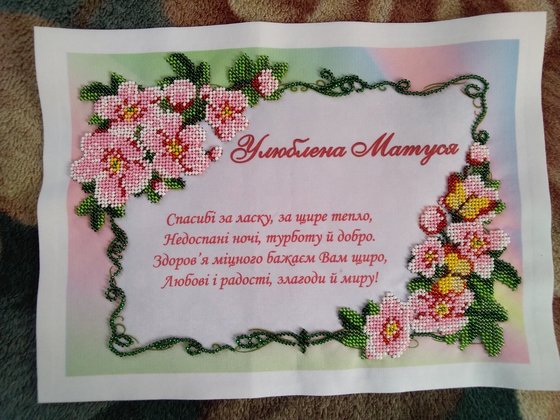 Улюблена Матуся
Спасибі за ласку, за щире тепло,
Недоспані ночі, турботу й добро.
Здоров'я міцного бажаєм Вам щиро,
Любові і радості, злагоди й миру!